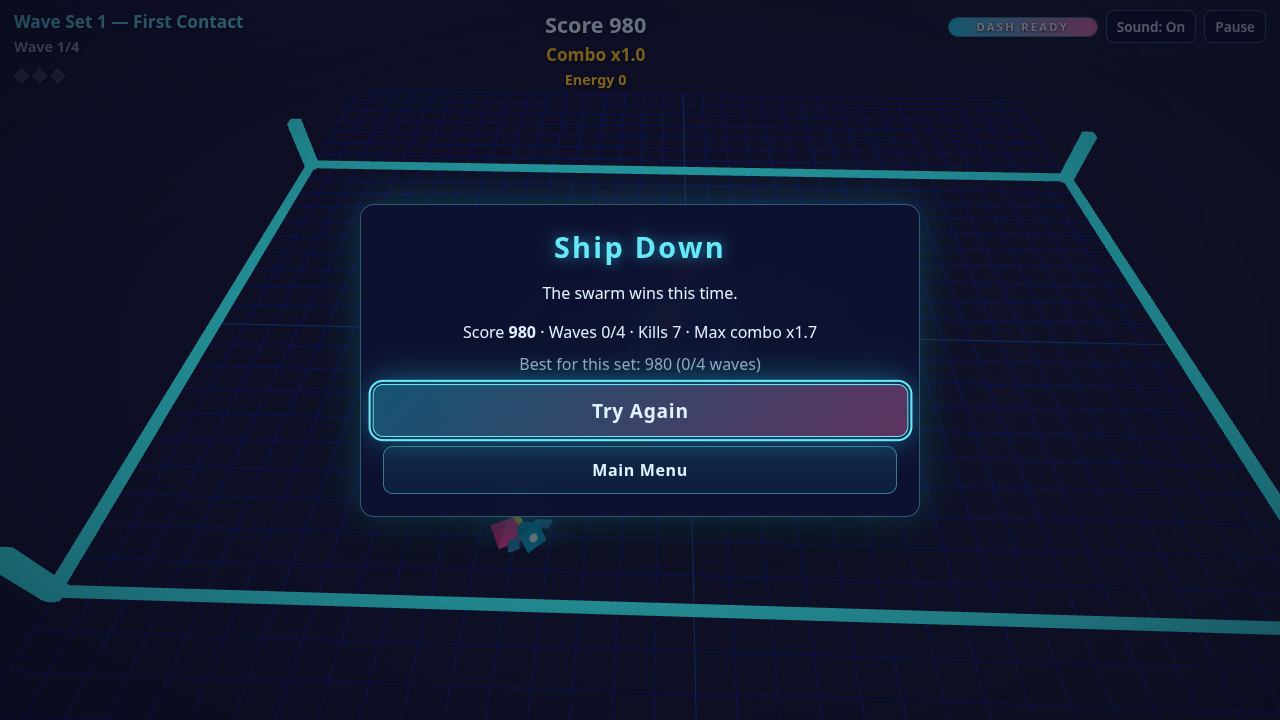 Wave Set 1 — First Contact
Wave 1/4
Score 980
Combo x1.0
Energy 0
DASH READY
Sound: On
Pause
Ship Down
The swarm wins this time.
Score 980 · Waves 0/4 · Kills 7 · Max combo x1.7
Best for this set: 980 (0/4 waves)
Try Again
Main Menu